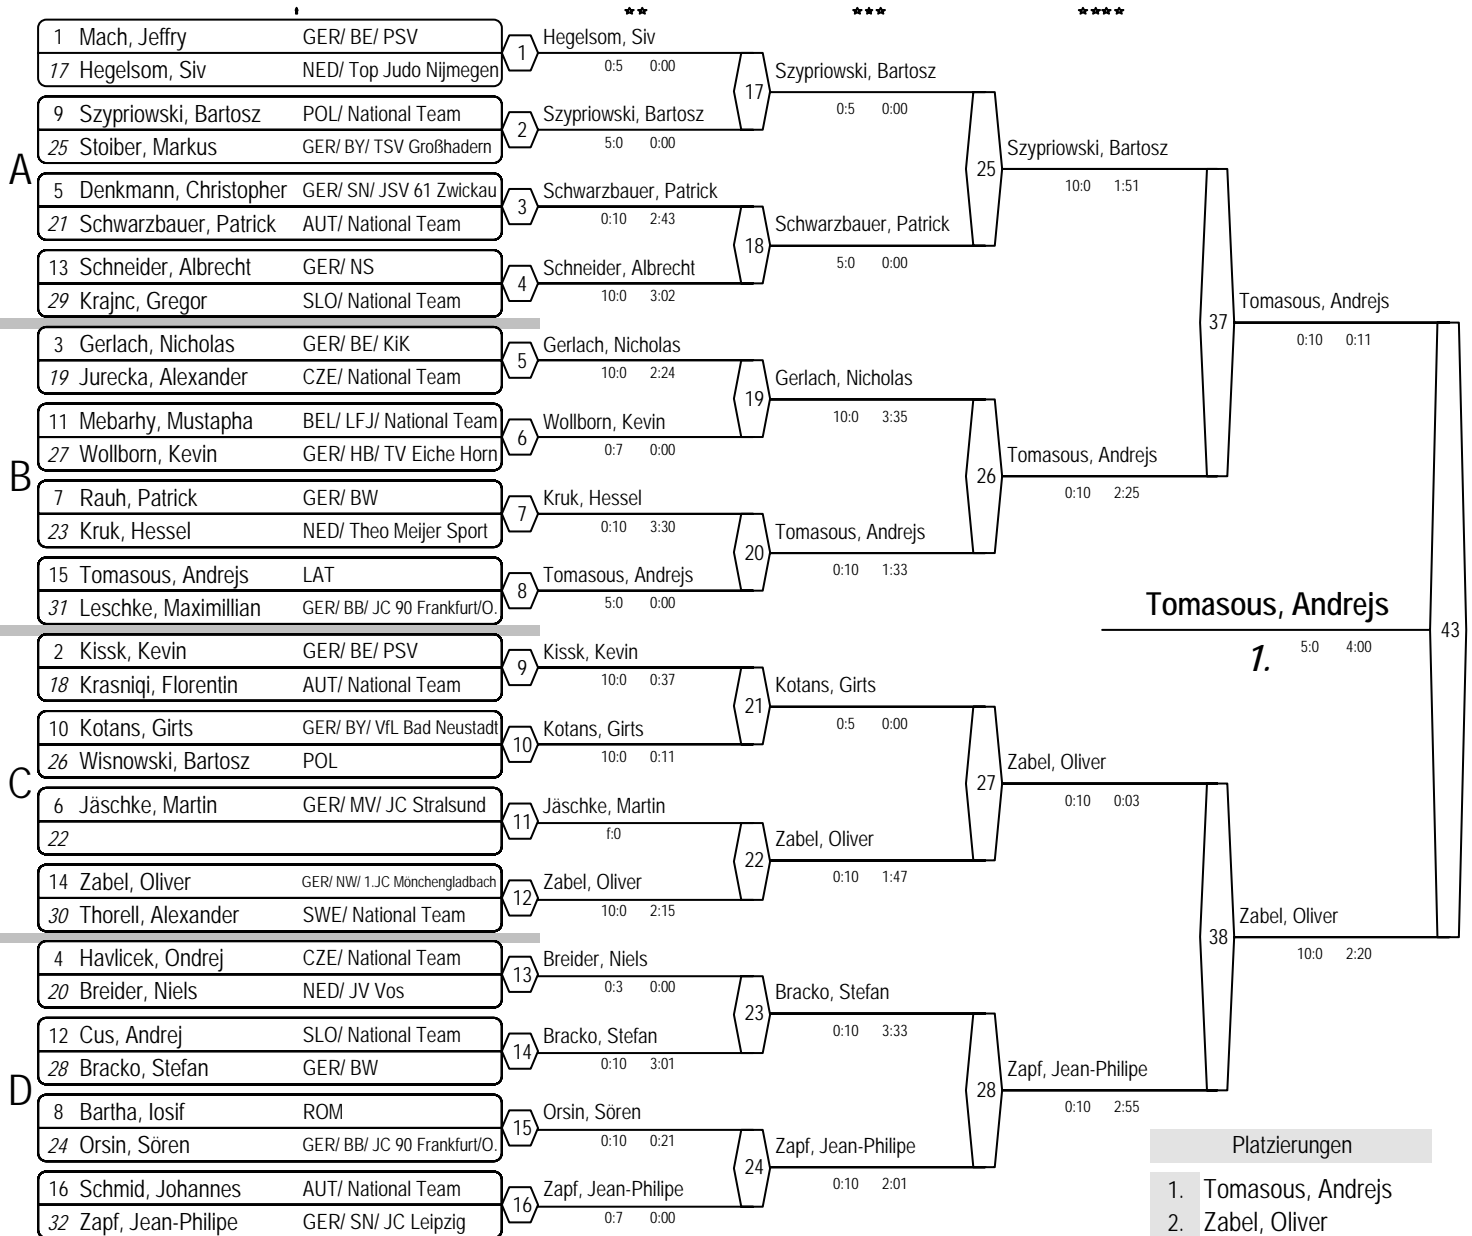 1 Mach, Jeffry GER/ BE/ PSV
17 Hegelsom, Siv NED/ Top Judo Nijmegen
9 Szypriowski, Bartosz POL/ National Team
25 Stoiber, Markus GER/ BY/ TSV Großhadern
A
5 Denkmann, Christopher GER/ SN/ JSV 61 Zwickau
21 Schwarzbauer, Patrick AUT/ National Team
13 Schneider, Albrecht GER/ NS
29 Krajnc, Gregor SLO/ National Team
3 Gerlach, Nicholas GER/ BE/ KiK
19 Jurecka, Alexander CZE/ National Team
11 Mebarhy, Mustapha BEL/ LFJ/ National Team
27 Wollborn, Kevin GER/ HB/ TV Eiche Horn
B
7 Rauh, Patrick GER/ BW
23 Kruk, Hessel NED/ Theo Meijer Sport
15 Tomasous, Andrejs LAT
31 Leschke, Maximillian GER/ BB/ JC 90 Frankfurt/O.
2 Kissk, Kevin GER/ BE/ PSV
18 Krasniqi, Florentin AUT/ National Team
10 Kotans, Girts GER/ BY/ VfL Bad Neustadt
26 Wisnowski, Bartosz POL
C
6 Jäschke, Martin GER/ MV/ JC Stralsund
22
14 Zabel, Oliver GER/ NW/ 1.JC Mönchengladbach
30 Thorell, Alexander SWE/ National Team
4 Havlicek, Ondrej CZE/ National Team
20 Breider, Niels NED/ JV Vos
12 Cus, Andrej SLO/ National Team
28 Bracko, Stefan GER/ BW
D
8 Bartha, Iosif ROM
24 Orsin, Sören GER/ BB/ JC 90 Frankfurt/O.
16 Schmid, Johannes AUT/ National Team
32 Zapf, Jean-Philipe GER/ SN/ JC Leipzig
1 Hegelsom, Siv
0:5 0:00
2 Szypriowski, Bartosz
5:0 0:00
3 Schwarzbauer, Patrick
0:10 2:43
4 Schneider, Albrecht
10:0 3:02
5 Gerlach, Nicholas
10:0 2:24
6 Wollborn, Kevin
0:7 0:00
7 Kruk, Hessel
0:10 3:30
8 Tomasous, Andrejs
5:0 0:00
9 Kissk, Kevin
10:0 0:37
10 Kotans, Girts
10:0 0:11
11 Jäschke, Martin
f:0
12 Zabel, Oliver
10:0 2:15
13 Breider, Niels
0:3 0:00
14 Bracko, Stefan
0:10 3:01
15 Orsin, Sören
0:10 0:21
16 Zapf, Jean-Philipe
0:7 0:00
17 Szypriowski, Bartosz
0:5 0:00
18 Schwarzbauer, Patrick
5:0 0:00
19 Gerlach, Nicholas
10:0 3:35
20 Tomasous, Andrejs
0:10 1:33
21 Kotans, Girts
0:5 0:00
22 Zabel, Oliver
0:10 1:47
23 Bracko, Stefan
0:10 3:33
24 Zapf, Jean-Philipe
0:10 2:01
25 Szypriowski, Bartosz
10:0 1:51
26 Tomasous, Andrejs
0:10 2:25
27 Zabel, Oliver
0:10 0:03
28 Zapf, Jean-Philipe
0:10 2:55
37 Tomasous, Andrejs
0:10 0:11
38 Zabel, Oliver
10:0 2:20
Tomasous, Andrejs
43
1. 5:0 4:00
Platzierungen
1. Tomasous, Andrejs
2. Zabel, Oliver